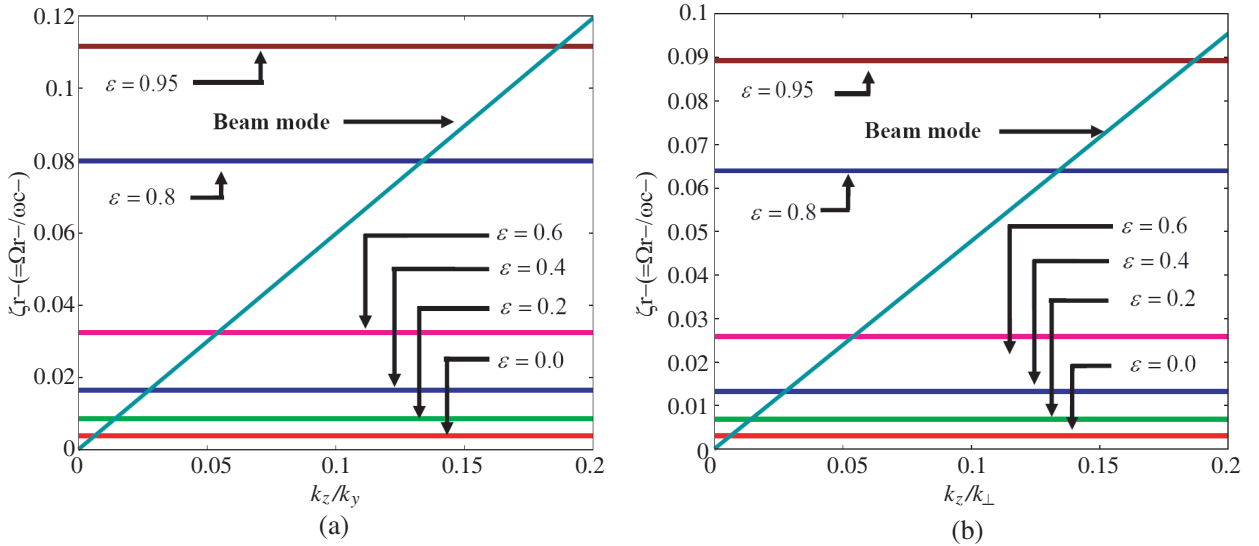 0.12
0.1
0.08
0.06
0.04
0.02
0
ζr−(=Ωr−/ωc−)
ε = 0.95
Beam mode
ε = 0.8
ε = 0.6
ε = 0.4
ε = 0.2
ε = 0.0
0 0.05 0.1 0.15 0.2
k_z/k_y
(a)
0.1
0.09
0.08
0.07
0.06
0.05
0.04
0.03
0.02
0.01
0
ζr−(=Ωr−/ωc−)
ε = 0.95
Beam mode
ε = 0.8
ε = 0.6
ε = 0.4
ε = 0.2
ε = 0.0
0 0.05 0.1 0.15 0.2
k_z/k_⊥
(b)